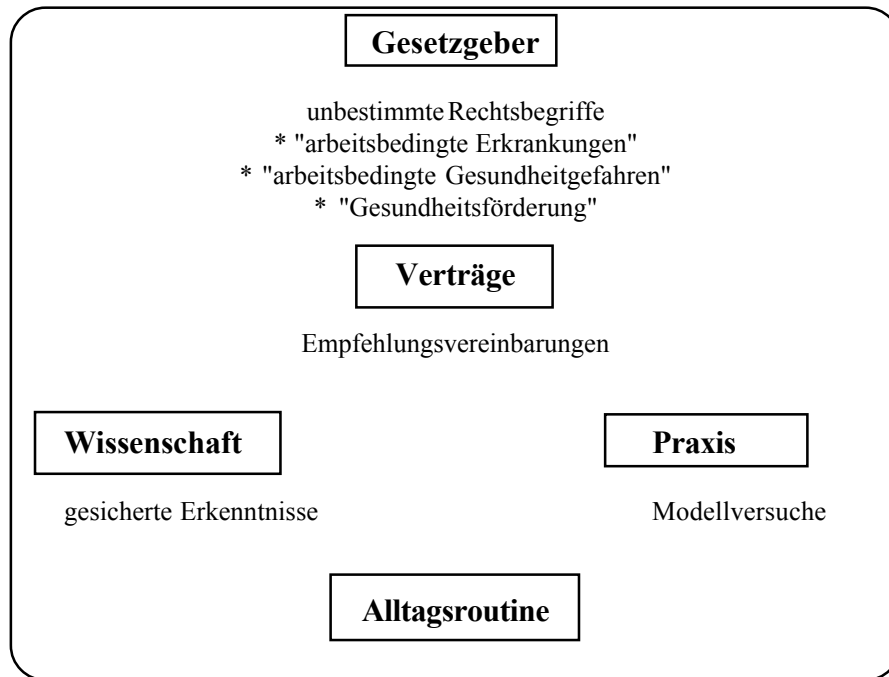 Gesetzgeber
unbestimmte Rechtsbegriffe
* "arbeitsbedingte Erkrankungen"
* "arbeitsbedingte Gesundheitgefahren"
* "Gesundheitsförderung"
Verträge
Empfehlungsvereinbarungen
Wissenschaft
Praxis
gesicherte Erkenntnisse
Modellversuche
Alltagsroutine